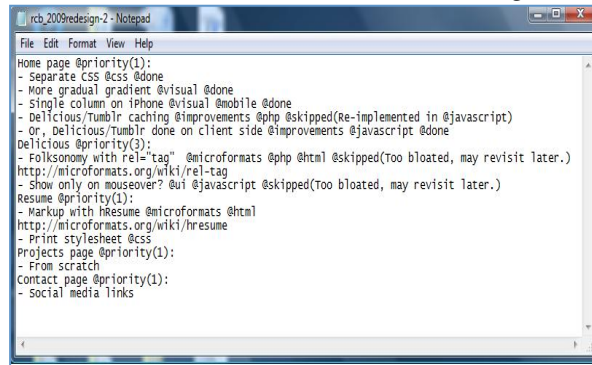 rcb_2009redesign-2 - Notepad
File Edit Format View Help
Home page @priority(1):
- Separate CSS @css @done
- More gradual gradient @visual @done
- Single column on iPhone @visual @mobile @done
- Delicious/Tumblr caching @improvements @php @skipped(Re-implemented in @javascript)
- Or, Delicious/Tumblr done on client side @improvements @javascript @done
Delicious @priority(3):
- Folksonomy with rel="tag"  @microformats @php @html @skipped(Too bloated, may revisit later.)
http://microformats.org/wiki/rel-tag
- Show only on mouseover? @ui @javascript @skipped(Too bloated, may revisit later.)
Resume @priority(1):
- Markup with hResume @microformats @html
http://microformats.org/wiki/hresume
- Print stylesheet @css
Projects page @priority(1):
- From scratch
Contact page @priority(1):
- Social media links